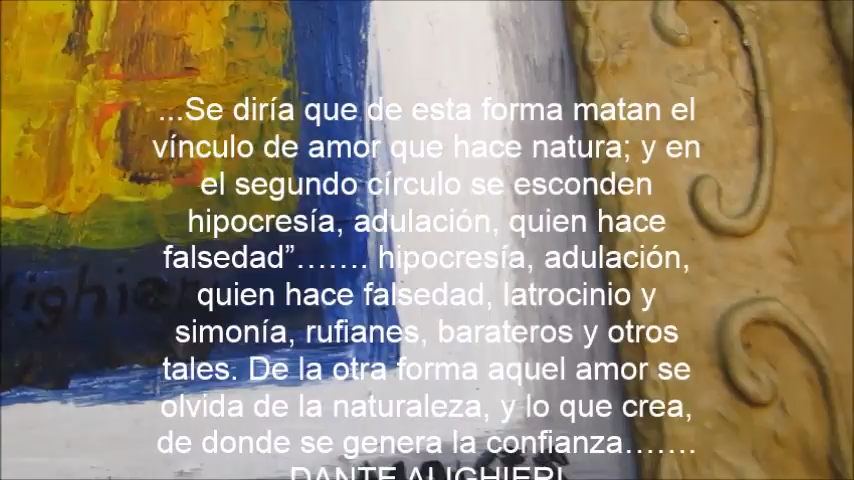 ...Se diría que de esta forma matan el
vínculo de amor que hace natura; y en
el segundo círculo se esconden
hipocresía, adulación, quien hace
falsedad”……. hipocresía, adulación,
quien hace falsedad, latrocinio y
simonía, rufianes, barateros y otros
tales. De la otra forma aquel amor se
olvida de la naturaleza, y lo que crea,
de donde se genera la confianza…….
DANTE ALIGHIERI